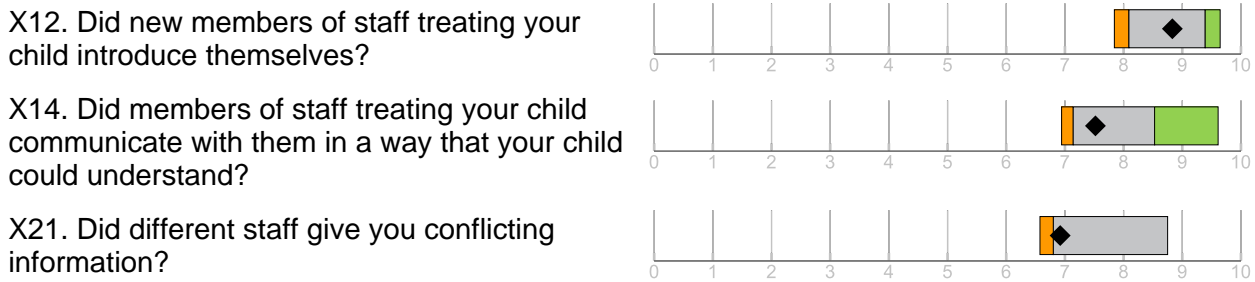 X12. Did new members of staff treating your
child introduce themselves?
0 1 2 3 4 5 6 7 8 9 10
X14. Did members of staff treating your child
communicate with them in a way that your child
could understand?
0 1 2 3 4 5 6 7 8 9 10
X21. Did different staff give you conflicting
information?
0 1 2 3 4 5 6 7 8 9 10